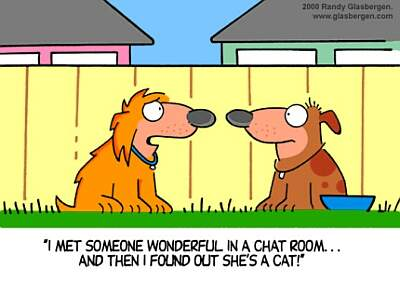 2000 Randy Glasbergen.
www.glasbergen.com
"I MET SOMEONE WONDERFUL IN A CHAT ROOM...
AND THEN I FOUND OUT SHE'S A CAT!"